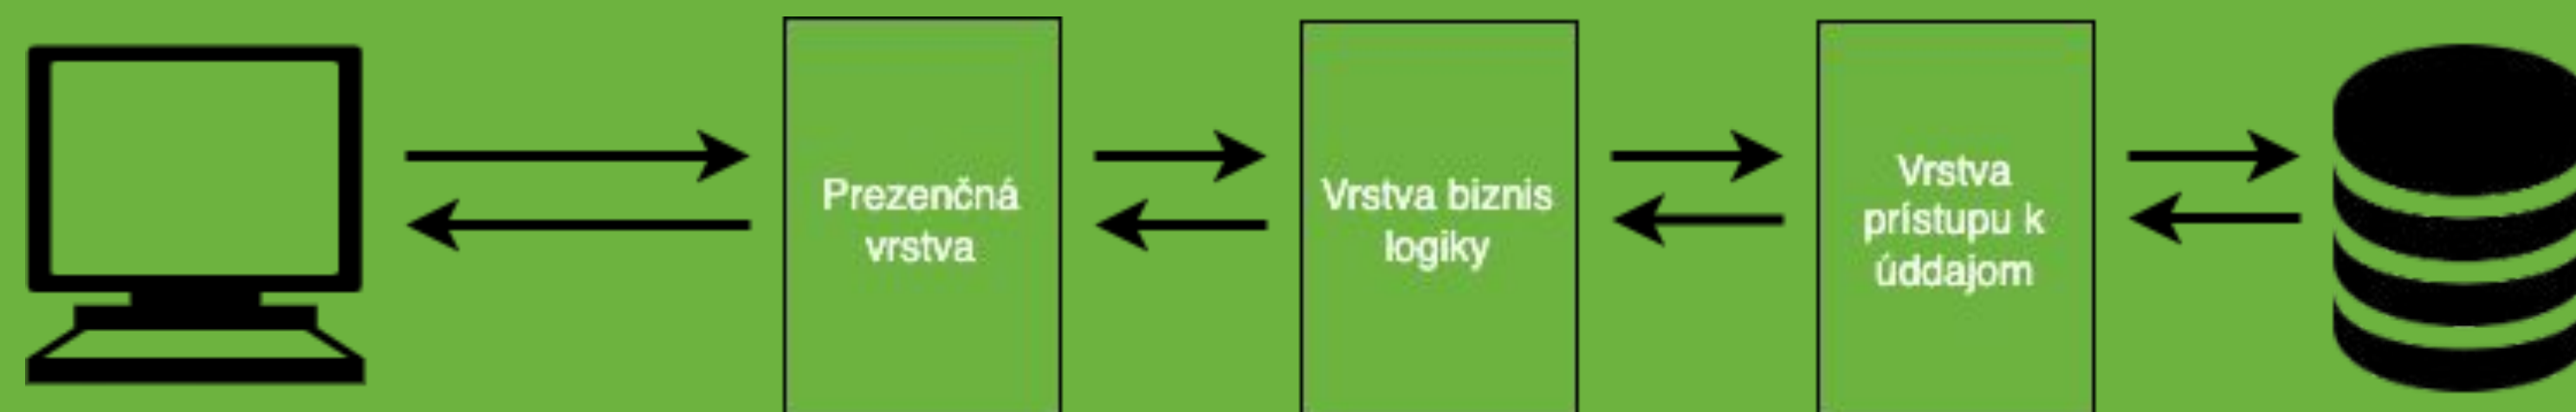 Prezenčná
vrstva
Vrstva biznis
logiky
Vrstva
prístupu k
úddajom